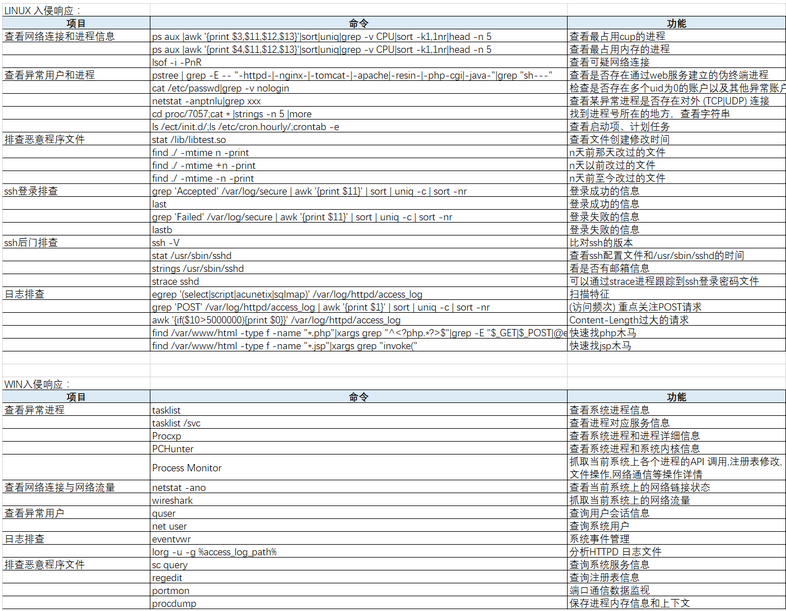 LINUX 入侵响应：
项目 命令 功能
查看网络连接和进程信息 ps aux |awk '{print $3,$11,$12,$13}'|sort|uniq|grep -v CPU|sort -k1,1nr|head -n 5 查看最占用cup的进程
ps aux |awk '{print $4,$11,$12,$13}'|sort|uniq|grep -v CPU|sort -k1,1nr|head -n 5 查看最占用内存的进程
lsof -i -PnR 查看可疑网络连接
查看异常用户和进程 pstree | grep -E -- "-httpd-|-nginx-|-tomcat-|-apache|-resin-|-php-cgi|-java-"|grep "sh---" 查看是否存在通过web服务建立的伪终端进程
cat /etc/passwd|grep -v nologin 检查是否存在多个uid为0的账户以及其他异常账户
netstat -anptnlu|grep xxx 查看某异常进程是否存在对外 (TCP|UDP) 连接
cd proc/7057;cat *|strings -n 5 |more 找到进程号所在的地方，查看字符串
ls /ect/init.d/;ls /etc/cron.hourly/;crontab -e 查看启动项、计划任务
排查恶意程序文件 stat /lib/libtest.so 查看文件创建修改时间
find ./ -mtime n -print n天前那天改过的文件
find ./ -mtime +n -print n天以前改过的文件
find ./ -mtime -n -print n天前至今改过的文件
ssh登录排查 grep 'Accepted' /var/log/secure | awk '{print $11}' | sort | uniq -c | sort -nr 登录成功的信息
last 登录成功的信息
grep 'Failed' /var/log/secure | awk '{print $11}' | sort | uniq -c | sort -nr 登录失败的信息
lastb 登录失败的信息
ssh后门排查 ssh -V 比对ssh的版本
stat /usr/sbin/sshd 查看ssh配置文件和/usr/sbin/sshd的时间
strings /usr/sbin/sshd 看是否有邮箱信息
strace sshd 可以通过strace进程跟踪到ssh登录密码文件
日志排查 egrep '(select|script|acunetix|sqlmap)' /var/log/httpd/access_log 扫描特征
grep 'POST' /var/log/httpd/access_log | awk '{print $1}' | sort | uniq -c | sort -nr (访问频次) 重点关注POST请求
awk '{if($10>5000000){print $0}}' /var/log/httpd/access_log Content-Length过大的请求
find /var/www/html -type f -name "*.php"|xargs grep "^<?php.*?>$"|grep -E "$_GET|$_POST|@e 快速找php木马
find /var/www/html -type f -name "*.jsp"|xargs grep "invoke(" 快速找jsp木马
WIN入侵响应：
项目 命令 功能
查看异常进程 tasklist 查看系统进程信息
tasklist /svc 查看进程对应服务信息
Procxp 查看系统进程和进程详细信息
PCHunter 查看系统进程和系统内核信息
Process Monitor 抓取当前系统上各个进程的API 调用,注册表修改,
文件操作,网络通信等操作详情
查看网络连接与网络流量 netstat -ano 查看当前系统上的网络链接状态
wireshark 抓取当前系统上的网络流量
查看异常用户 quser 查询用户会话信息
net user 查询系统用户
日志排查 eventvwr 系统事件管理
lorg -u -g %access_log_path% 分析HTTPD 日志文件
排查恶意程序文件 sc query 查询系统服务信息
regedit 查询注册表信息
portmon 端口通信数据监视
procdump 保存进程内存信息和上下文